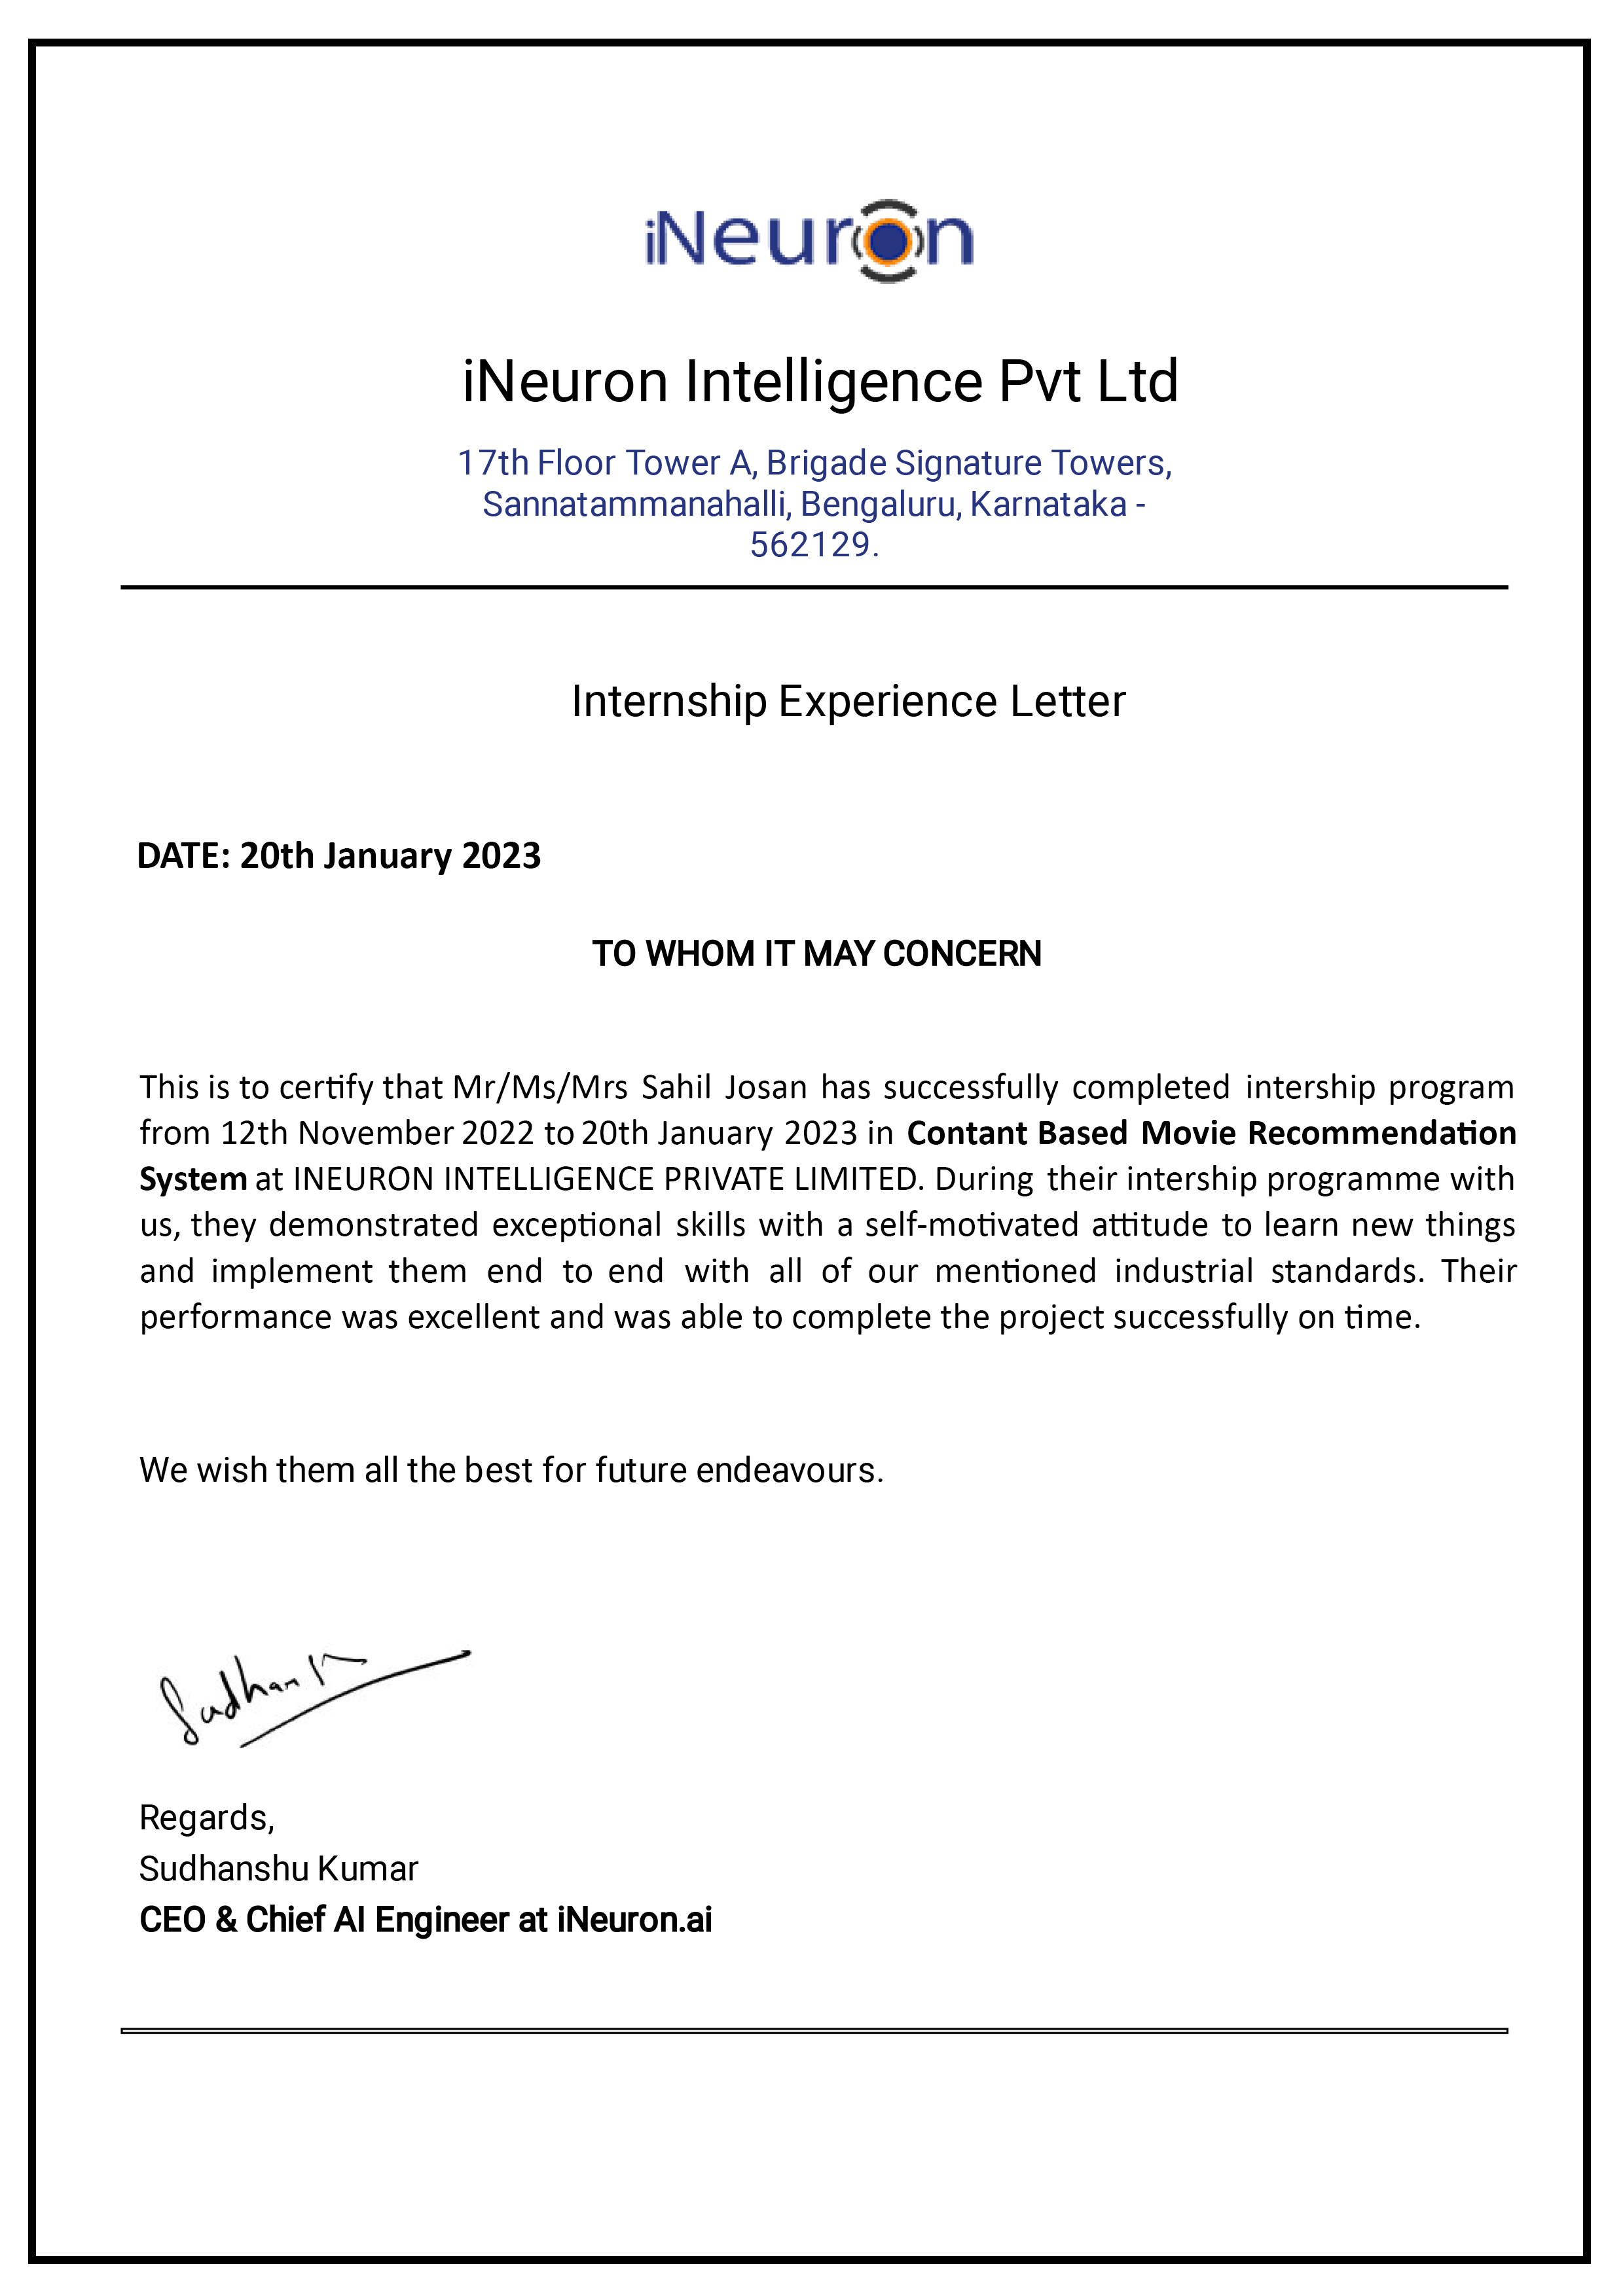 iNeuron
iNeuron Intelligence Pvt Ltd
17th Floor Tower A, Brigade Signature Towers,
Sannatammanahalli, Bengaluru, Karnataka -
562129.
Internship Experience Letter
DATE: 20th January 2023
TO WHOM IT MAY CONCERN
This is to certify that Mr/Ms/Mrs Sahil Josan has successfully completed intership program
from 12th November 2022 to 20th January 2023 in Contant Based Movie Recommendation
System at INEURON INTELLIGENCE PRIVATE LIMITED. During their intership programme with
us, they demonstrated exceptional skills with a self-motivated attitude to learn new things
and implement them end to end with all of our mentioned industrial standards. Their
performance was excellent and was able to complete the project successfully on time.
We wish them all the best for future endeavours.
Sudhan K
Regards,
Sudhanshu Kumar
CEO & Chief AI Engineer at iNeuron.ai